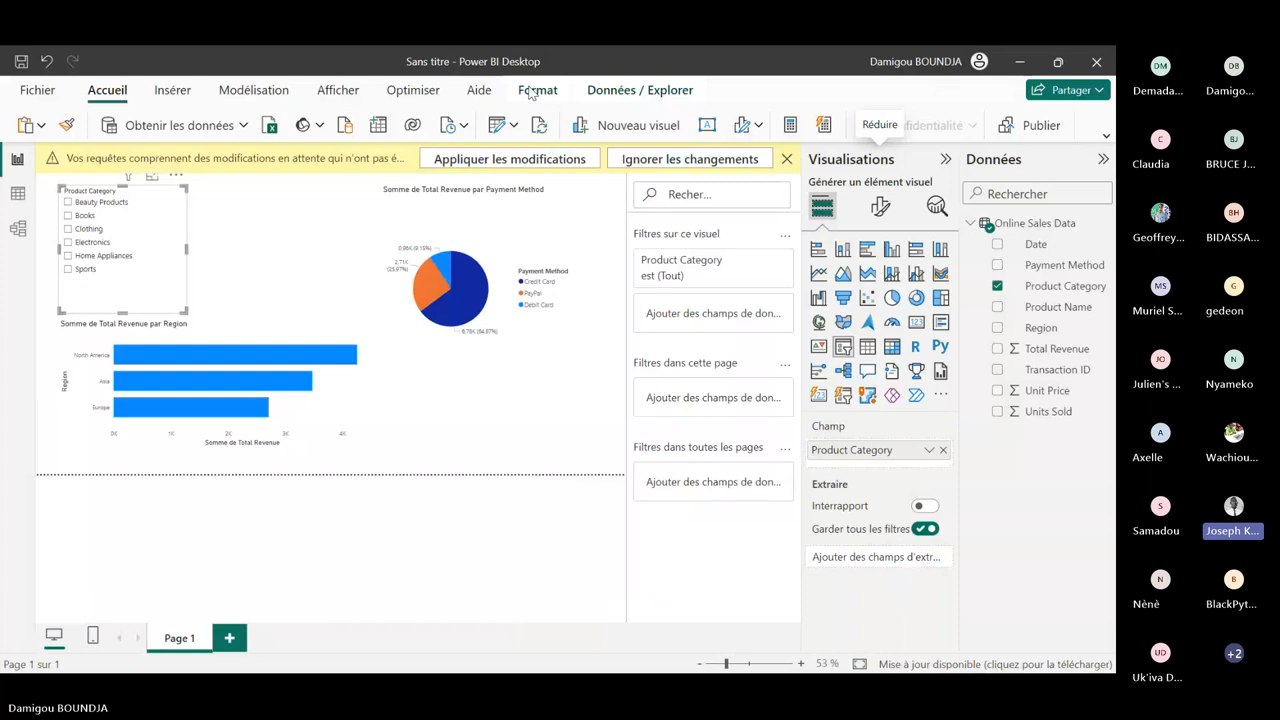 Sans titre - Power BI Desktop
Damigou BOUNDJA
Fichier
Accueil
Insérer
Modélisation
Afficher
Optimiser
Aide
Format
Données / Explorer
Partager
Obtenir les données
Nouveau visuel
Réduire
Publier
Vos requêtes comprennent des modifications en attente qui n'ont pas é...
Appliquer les modifications
Ignorer les changements
Product Category
Beauty Products
Books
Clothing
Electronics
Home Appliances
Sports
Somme de Total Revenue par Payment Method
Payment Method
Credit Card
PayPal
Debit Card
Somme de Total Revenue par Region
Region
North America
Asia
Europe
0K
1K
2K
3K
4K
Somme de Total Revenue
Recher...
Filtres sur ce visuel
...
Product Category
est (Tout)
Ajouter des champs de don...
Filtres dans cette page
...
Ajouter des champs de don...
Filtres dans toutes les pages
...
Ajouter des champs de don...
Visualisations
Générer un élément visuel
R
Py
123
...
Champ
Product Category
Extraire
Interrapport
Garder tous les filtres
Ajouter des champs d'extr...
Données
Rechercher
Online Sales Data
Date
Payment Method
Product Category
Product Name
Region
Total Revenue
Transaction ID
Unit Price
Units Sold
Page 1
Page 1 sur 1
53 %
Mise à jour disponible (cliquez pour la télécharger)
DM
Demada...
DB
Damigo...
C
Claudia
BJ
BRUCE J...
Geoffrey...
BH
BIDASSA...
MS
Muriel S...
G
gedeon
JO
Julien's ...
N
Nyameko
A
Axelle
Wachiou...
S
Samadou
Joseph K...
N
Nènè
B
BlackPyt...
UD
Uk'iva D...
+2
Damigou BOUNDJA